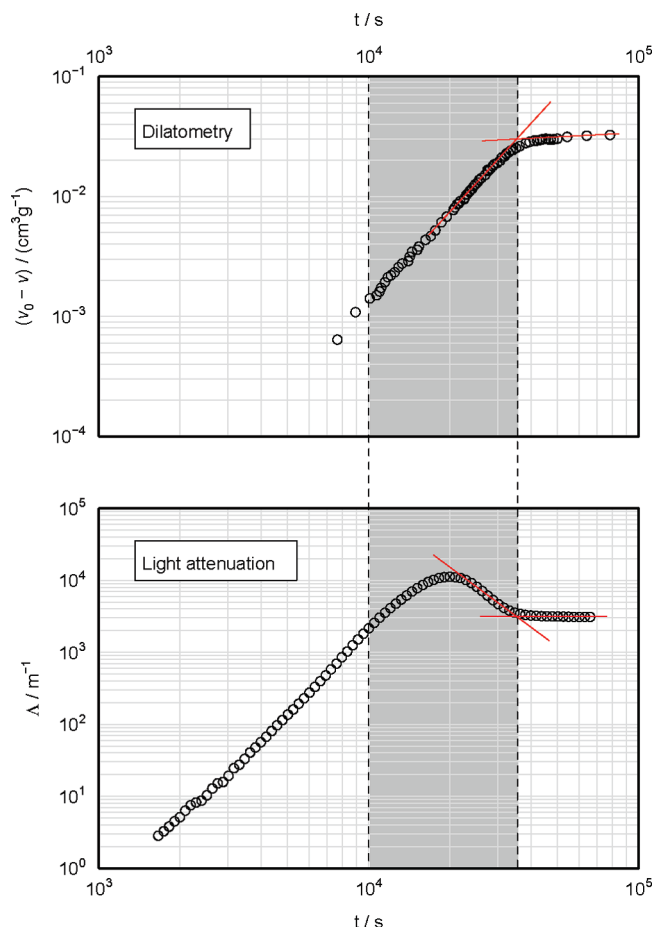 t / s
10³ 10⁴ 10⁵
10⁻¹
Dilatometry
10⁻²
(v₀ − v) / (cm³g⁻¹)
10⁻³
10⁻⁴
10⁵
Light attenuation
10⁴
10³
Λ / m⁻¹
10²
10¹
10⁰
10³ 10⁴ 10⁵
t / s